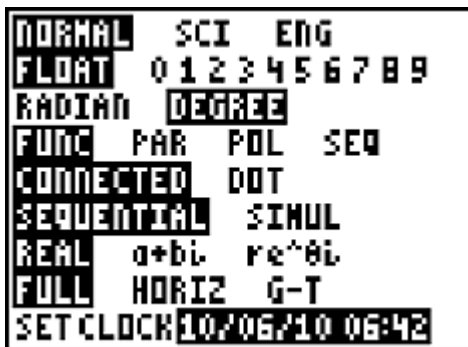 NORMAL SCI ENG
FLOAT 0 1 2 3 4 5 6 7 8 9
RADIAN DEGREE
FUNC PAR POL SEQ
CONNECTED DOT
SEQUENTIAL SIMUL
REAL a+bi re^θi
FULL HORIZ G-T
SET CLOCK 10/06/10 06:42